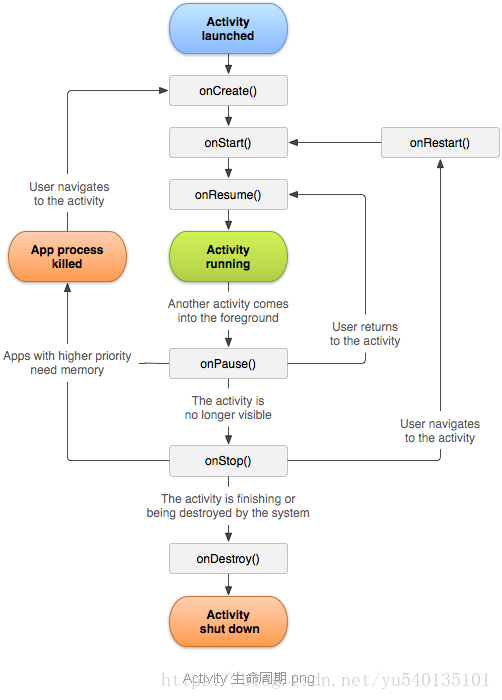 Activity
launched
onCreate()
onStart()
onRestart()
onResume()
User navigates
to the activity
App process
killed
Activity
running
Another activity comes
into the foreground
User returns
to the activity
Apps with higher priority
need memory
onPause()
The activity is
no longer visible
User navigates
to the activity
onStop()
The activity is finishing or
being destroyed by the system
onDestroy()
Activity
shut down
Activity 生命周期.png
https://blog.csdn.net/yu540135101